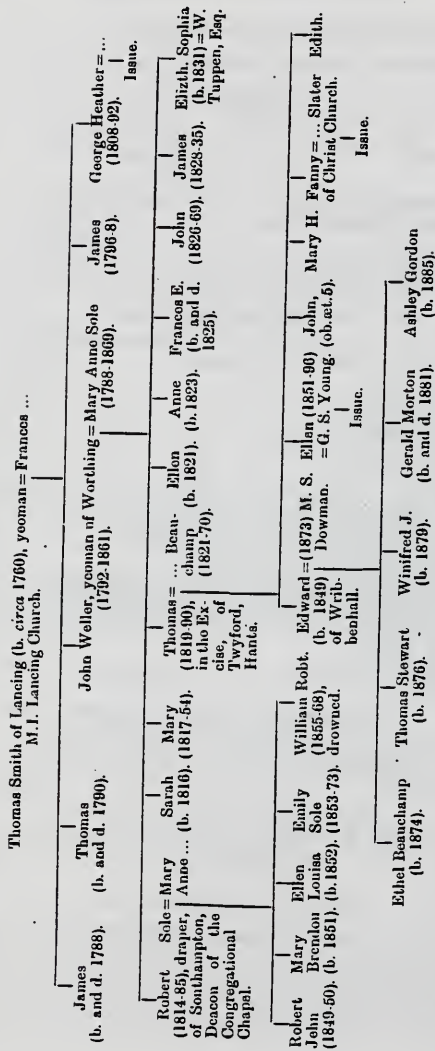 Thomas Smith of Lancing (b. circa 1760), yeoman = Frances ...
M.I. Lancing Church.
James
(b. and d. 1788).
Thomas
(b. and d. 1790).
John Weller, yeoman of Worthing = Mary Anne Sole
(1792-1861). (1788-1869).
James
(1796-8).
George Heather = ...
(1808-92).
Issue.
Robert Sole = Mary
(1814-85), draper, Anne ...
of Southampton,
Deacon of the
Congregational
Chapel.
Sarah
(b. 1816).
Mary
(1817-54).
Thomas = ... Beau-
(1819-90), champ
in the Ex- (1821-70).
cise, of
Twyford,
Hants.
Ellen
(b. 1821).
Anne
(b. 1823).
Frances E.
(b. and d.
1825).
John
(1826-69).
James
(1828-35).
Elizth. Sophia
(b. 1831) = W.
Tuppen, Esq.
Robert
John
(1849-50).
Mary
Brendon
(b. 1851).
Ellen
Louisa
(b. 1852).
Emily
Sole
(1853-73).
William Robt.
(1855-68),
drowned.
Edward = (1873) M. S.
(b. 1849) Dowman.
of Wrib-
benhall.
Ellen (1851-96)
= G. S. Young.
Issue.
John,
(ob. æt. 5).
Mary H.
Fanny = ... Slater
of Christ Church.
Issue.
Edith.
Ethel Beauchamp
(b. 1874).
Thomas Stewart
(b. 1876).
Winifred J.
(b. 1879).
Gerald Morton
(b. and d. 1881).
Ashley Gordon
(b. 1885).